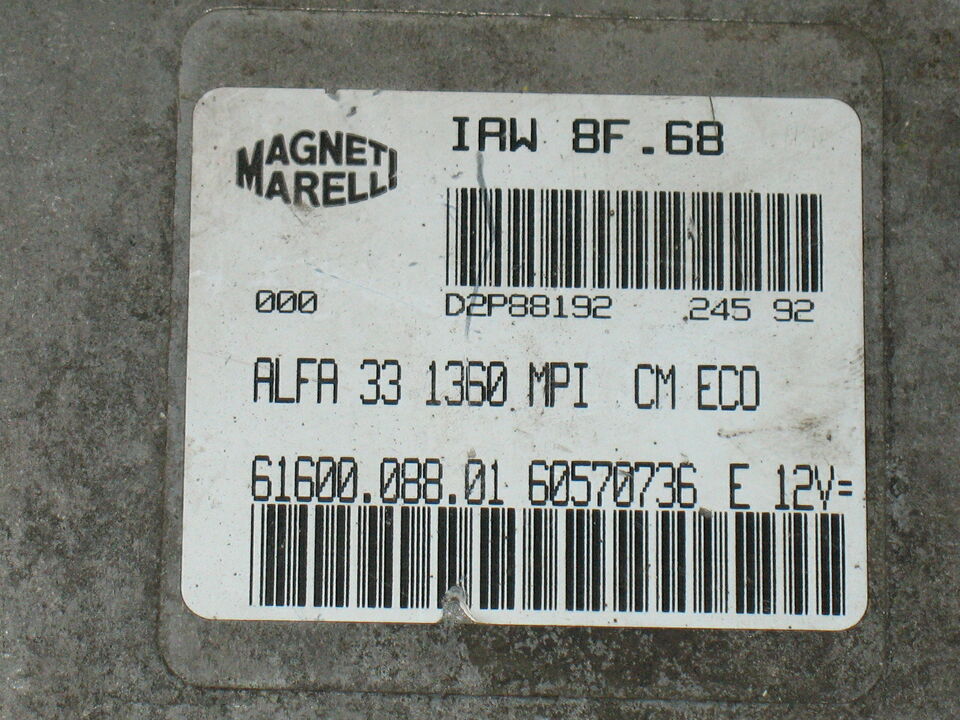 MAGNETI
MARELLI
IAW 8F.68
000 D2P88192 245 92
ALFA 33 1360 MPI CM ECO
61600.088.01 60570736 E 12V=